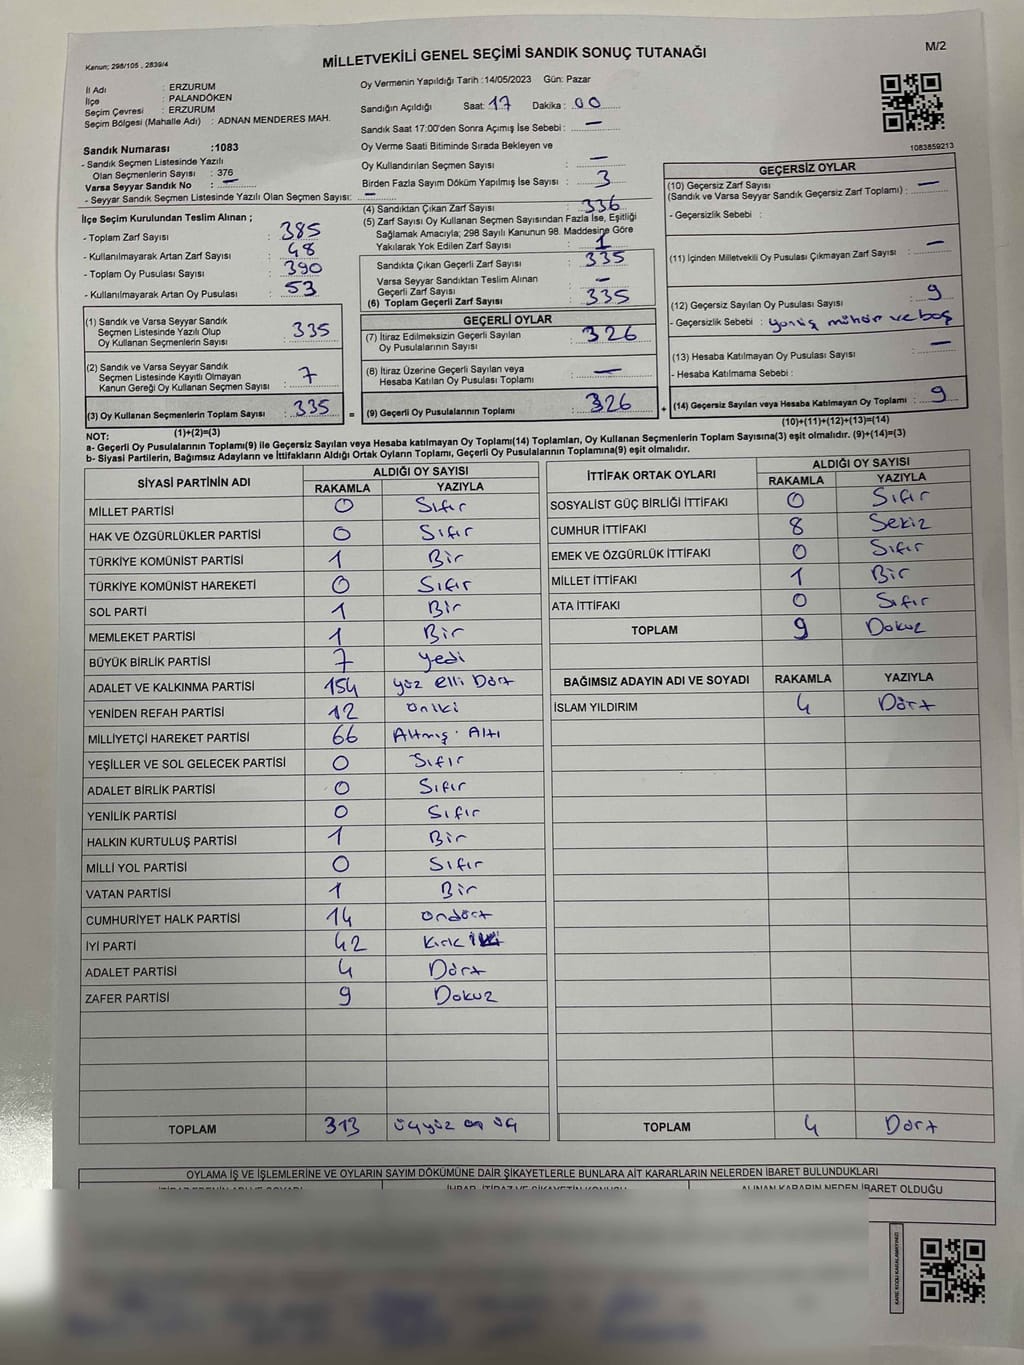 Kanun; 298/105 , 2839/4
MİLLETVEKİLİ GENEL SEÇİMİ SANDIK SONUÇ TUTANAĞI
M/2
İl Adı : ERZURUM
İlçe : PALANDÖKEN
Seçim Çevresi : ERZURUM
Seçim Bölgesi (Mahalle Adı) : ADNAN MENDERES MAH.
Sandık Numarası :1083
- Sandık Seçmen Listesinde Yazılı
Olan Seçmenlerin Sayısı : 376
Varsa Seyyar Sandık No : —
- Seyyar Sandık Seçmen Listesinde Yazılı Olan Seçmen Sayısı: —
İlçe Seçim Kurulundan Teslim Alınan ;
- Toplam Zarf Sayısı : 385
- Kullanılmayarak Artan Zarf Sayısı : 48
- Toplam Oy Pusulası Sayısı : 390
- Kullanılmayarak Artan Oy Pusulası : 53
(1) Sandık ve Varsa Seyyar Sandık
Seçmen Listesinde Yazılı Olup
Oy Kullanan Seçmenlerin Sayısı : 335
(2) Sandık ve Varsa Seyyar Sandık
Seçmen Listesinde Kayıtlı Olmayan
Kanun Gereği Oy Kullanan Seçmen Sayısı : 7
(3) Oy Kullanan Seçmenlerin Toplam Sayısı : 335 =
(1)+(2)=(3)
Oy Vermenin Yapıldığı Tarih :14/05/2023 Gün: Pazar
Sandığın Açıldığı Saat: 17 Dakika : 00
Sandık Saat 17:00'den Sonra Açımış İse Sebebi : —
Oy Verme Saati Bitiminde Sırada Bekleyen ve
Oy Kullandırılan Seçmen Sayısı : —
Birden Fazla Sayım Döküm Yapılmış İse Sayısı : 3
(4) Sandıktan Çıkan Zarf Sayısı : 336
(5) Zarf Sayısı Oy Kullanan Seçmen Sayısından Fazla İse, Eşitliği
Sağlamak Amacıyla; 298 Sayılı Kanunun 98. Maddesine Göre
Yakılarak Yok Edilen Zarf Sayısı : 1
Sandıkta Çıkan Geçerli Zarf Sayısı : 335
Varsa Seyyar Sandıktan Teslim Alınan
Geçerli Zarf Sayısı : —
(6) Toplam Geçerli Zarf Sayısı : 335
GEÇERLİ OYLAR
(7) İtiraz Edilmeksizin Geçerli Sayılan
Oy Pusulalarının Sayısı : 326
(8) İtiraz Üzerine Geçerli Sayılan veya
Hesaba Katılan Oy Pusulası Toplamı : —
(9) Geçerli Oy Pusulalarının Toplamı : 326 +
1083859213
GEÇERSİZ OYLAR
(10) Geçersiz Zarf Sayısı
(Sandık ve Varsa Seyyar Sandık Geçersiz Zarf Toplamı) : —
- Geçersizlik Sebebi :
(11) İçinden Milletvekili Oy Pusulası Çıkmayan Zarf Sayısı : —
(12) Geçersiz Sayılan Oy Pusulası Sayısı : 9
- Geçersizlik Sebebi : yanlış mühür ve boş
(13) Hesaba Katılmayan Oy Pusulası Sayısı : —
- Hesaba Katılmama Sebebi :
(14) Geçersiz Sayılan veya Hesaba Katılmayan Oy Toplamı : 9
(10)+(11)+(12)+(13)=(14)
NOT:
a- Geçerli Oy Pusulalarının Toplamı(9) ile Geçersiz Sayılan veya Hesaba katılmayan Oy Toplamı(14) Toplamları, Oy Kullanan Seçmenlerin Toplam Sayısına(3) eşit olmalıdır. (9)+(14)=(3)
b- Siyasi Partilerin, Bağımsız Adayların ve İttifakların Aldığı Ortak Oyların Toplamı, Geçerli Oy Pusulalarının Toplamına(9) eşit olmalıdır.
SİYASİ PARTİNİN ADI ALDIĞI OY SAYISI
RAKAMLA YAZIYLA
MİLLET PARTİSİ 0 Sıfır
HAK VE ÖZGÜRLÜKLER PARTİSİ 0 Sıfır
TÜRKİYE KOMÜNİST PARTİSİ 1 Bir
TÜRKİYE KOMÜNİST HAREKETİ 0 Sıfır
SOL PARTİ 1 Bir
MEMLEKET PARTİSİ 1 Bir
BÜYÜK BİRLİK PARTİSİ 7 yedi
ADALET VE KALKINMA PARTİSİ 154 yüz elli Dört
YENİDEN REFAH PARTİSİ 12 oniki
MİLLİYETÇİ HAREKET PARTİSİ 66 Altmış Altı
YEŞİLLER VE SOL GELECEK PARTİSİ 0 Sıfır
ADALET BİRLİK PARTİSİ 0 Sıfır
YENİLİK PARTİSİ 0 Sıfır
HALKIN KURTULUŞ PARTİSİ 1 Bir
MİLLİ YOL PARTİSİ 0 Sıfır
VATAN PARTİSİ 1 Bir
CUMHURİYET HALK PARTİSİ 14 ondört
İYİ PARTİ 42 Kırk iki
ADALET PARTİSİ 4 Dört
ZAFER PARTİSİ 9 Dokuz
TOPLAM 313 üçyüz on üç
İTTİFAK ORTAK OYLARI ALDIĞI OY SAYISI
RAKAMLA YAZIYLA
SOSYALİST GÜÇ BİRLİĞİ İTTİFAKI 0 Sıfır
CUMHUR İTTİFAKI 8 Sekiz
EMEK VE ÖZGÜRLÜK İTTİFAKI 0 Sıfır
MİLLET İTTİFAKI 1 Bir
ATA İTTİFAKI 0 Sıfır
TOPLAM 9 Dokuz
BAĞIMSIZ ADAYIN ADI VE SOYADI RAKAMLA YAZIYLA
İSLAM YILDIRIM 4 Dört
TOPLAM 4 Dört
OYLAMA İŞ VE İŞLEMLERİNE VE OYLARIN SAYIM DÖKÜMÜNE DAİR ŞİKAYETLERLE BUNLARA AİT KARARLARIN NELERDEN İBARET BULUNDUKLARI
ALINAN KARARIN NEDEN İBARET OLDUĞU